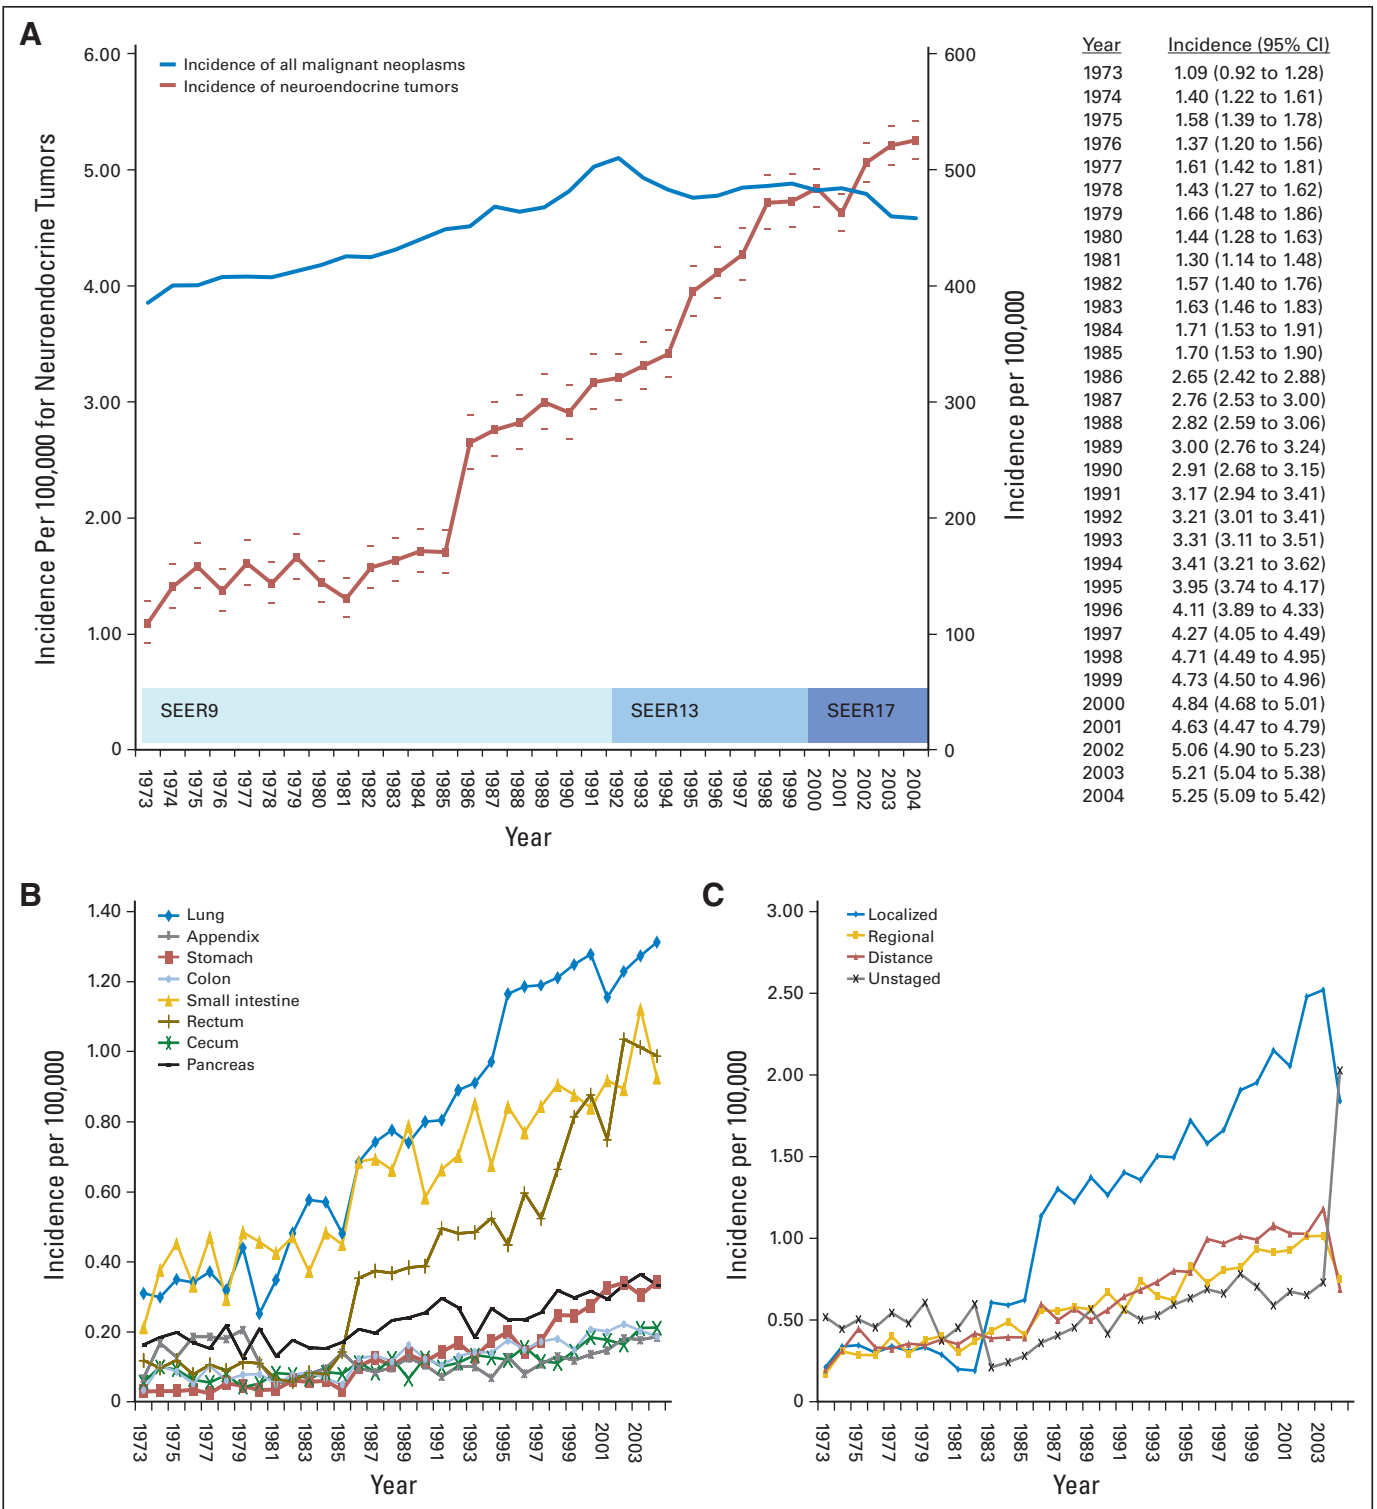 A
Incidence Per 100,000 for Neuroendocrine Tumors
6.00
5.00
4.00
3.00
2.00
1.00
0
Incidence of all malignant neoplasms
Incidence of neuroendocrine tumors
SEER9
SEER13
SEER17
600
500
400
300
200
100
0
Incidence per 100,000
1973 1974 1975 1976 1977 1978 1979 1980 1981 1982 1983 1984 1985 1986 1987 1988 1989 1990 1991 1992 1993 1994 1995 1996 1997 1998 1999 2000 2001 2002 2003 2004
Year
Year Incidence (95% CI)
1973 1.09 (0.92 to 1.28)
1974 1.40 (1.22 to 1.61)
1975 1.58 (1.39 to 1.78)
1976 1.37 (1.20 to 1.56)
1977 1.61 (1.42 to 1.81)
1978 1.43 (1.27 to 1.62)
1979 1.66 (1.48 to 1.86)
1980 1.44 (1.28 to 1.63)
1981 1.30 (1.14 to 1.48)
1982 1.57 (1.40 to 1.76)
1983 1.63 (1.46 to 1.83)
1984 1.71 (1.53 to 1.91)
1985 1.70 (1.53 to 1.90)
1986 2.65 (2.42 to 2.88)
1987 2.76 (2.53 to 3.00)
1988 2.82 (2.59 to 3.06)
1989 3.00 (2.76 to 3.24)
1990 2.91 (2.68 to 3.15)
1991 3.17 (2.94 to 3.41)
1992 3.21 (3.01 to 3.41)
1993 3.31 (3.11 to 3.51)
1994 3.41 (3.21 to 3.62)
1995 3.95 (3.74 to 4.17)
1996 4.11 (3.89 to 4.33)
1997 4.27 (4.05 to 4.49)
1998 4.71 (4.49 to 4.95)
1999 4.73 (4.50 to 4.96)
2000 4.84 (4.68 to 5.01)
2001 4.63 (4.47 to 4.79)
2002 5.06 (4.90 to 5.23)
2003 5.21 (5.04 to 5.38)
2004 5.25 (5.09 to 5.42)
B
Incidence per 100,000
1.40
1.20
1.00
0.80
0.60
0.40
0.20
0
Lung
Appendix
Stomach
Colon
Small intestine
Rectum
Cecum
Pancreas
1973 1975 1977 1979 1981 1983 1985 1987 1989 1991 1993 1995 1997 1999 2001 2003
Year
C
Incidence per 100,000
3.00
2.50
2.00
1.50
1.00
0.50
0
Localized
Regional
Distance
Unstaged
1973 1975 1977 1979 1981 1983 1985 1987 1989 1991 1993 1995 1997 1999 2001 2003
Year